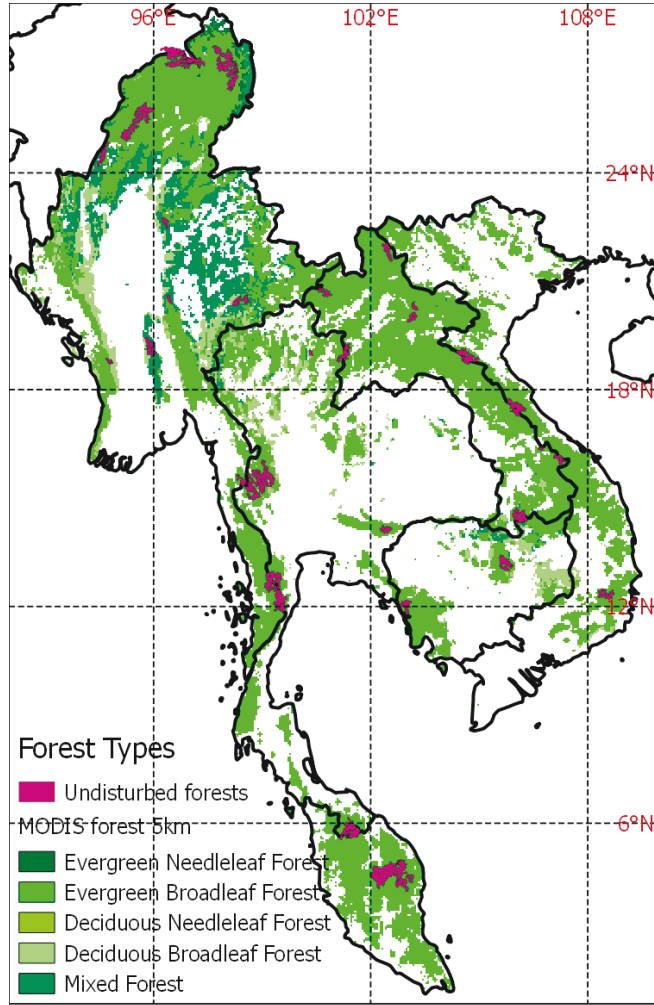 96°E 102°E 108°E
24°N
18°N
12°N
Forest Types
Undisturbed forests
MODIS forest 5km
6°N
Evergreen Needleleaf Forest
Evergreen Broadleaf Forest
Deciduous Needleleaf Forest
Deciduous Broadleaf Forest
Mixed Forest